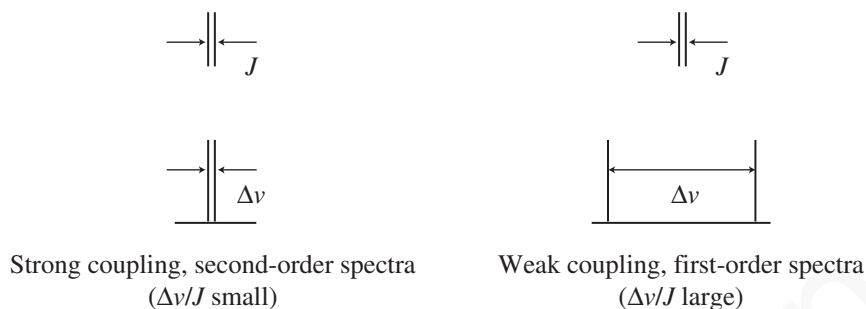 J
J
Δν
Δν
Strong coupling, second-order spectra
(Δν/J small)
Weak coupling, first-order spectra
(Δν/J large)